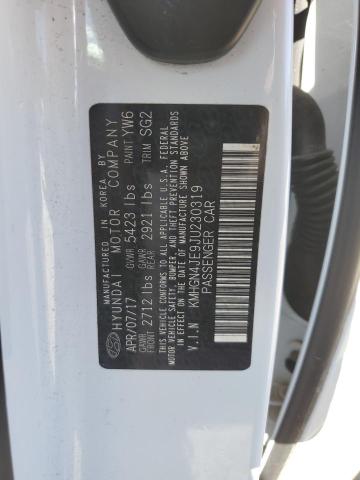 MANUFACTURED IN KOREA BY
HYUNDAI MOTOR COMPANY
APR/07/17 GVWR 5423 lbs PAINT YW6
GAWR FRONT 2712 lbs GAWR REAR 2921 lbs TRIM SG2
THIS VEHICLE CONFORMS TO ALL APPLICABLE U.S.A. FEDERAL
MOTOR VEHICLE SAFETY, BUMPER, AND THEFT PREVENTION
STANDARDS IN EFFECT ON THE DATE OF MANUFACTURE SHOWN ABOVE.
V.I.N KMHGN4JE9JU230319
PASSENGER CAR